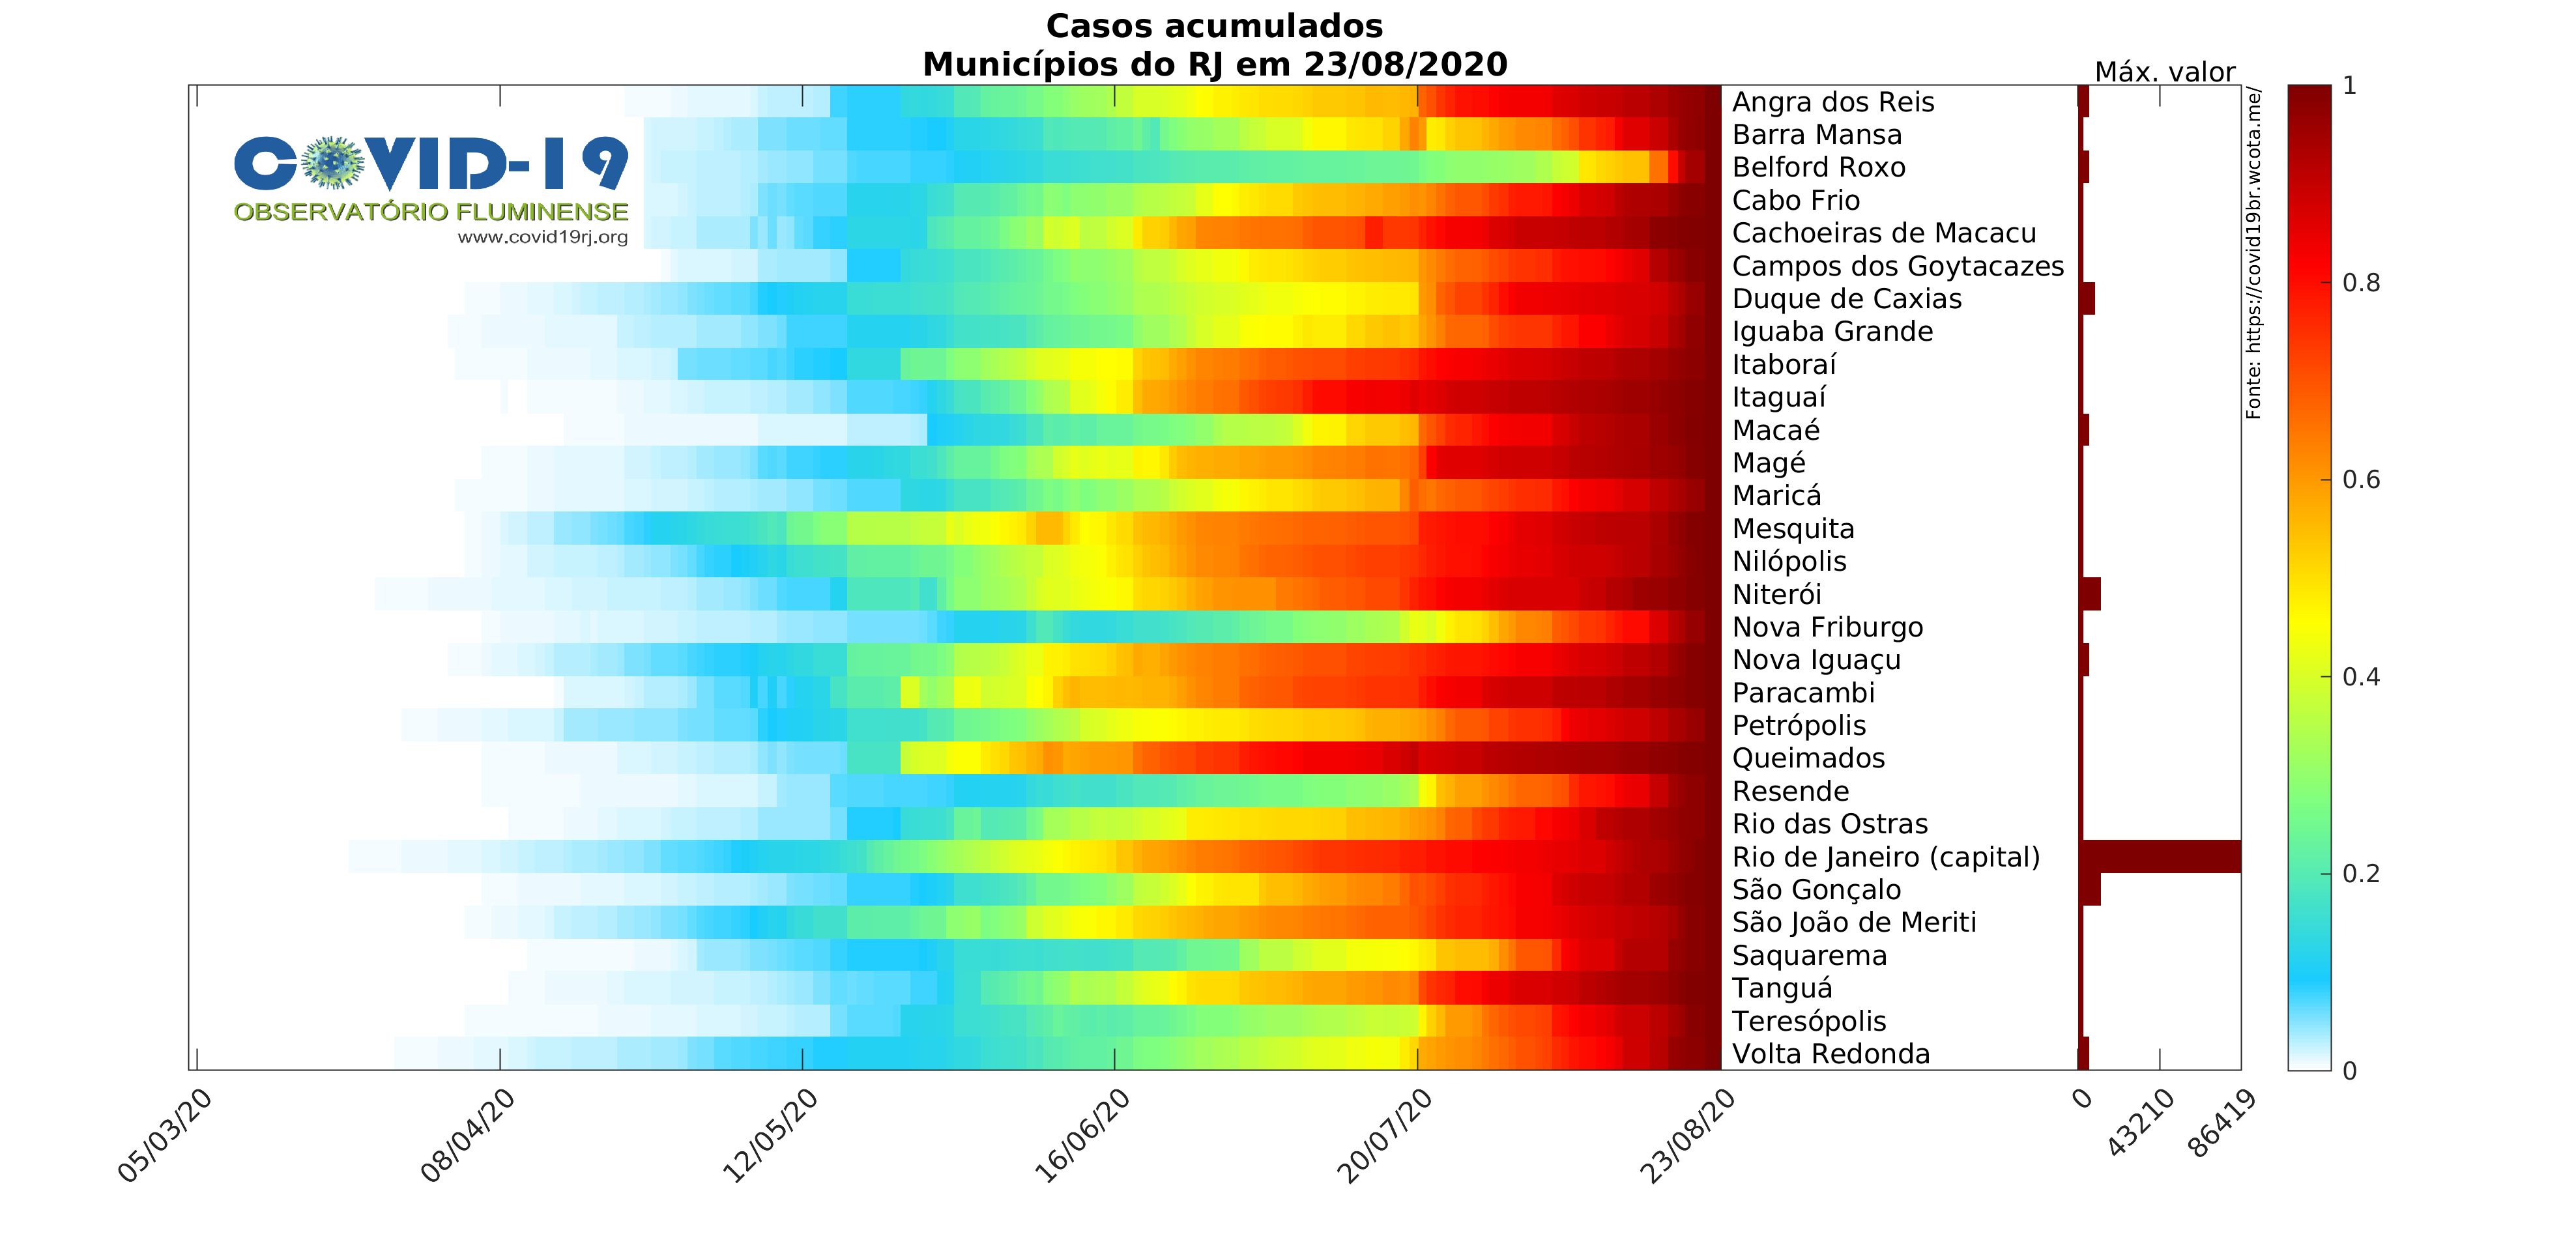 Casos acumulados
Municípios do RJ em 23/08/2020
Máx. valor
COVID-19
OBSERVATÓRIO FLUMINENSE
www.covid19rj.org
Angra dos Reis
Barra Mansa
Belford Roxo
Cabo Frio
Cachoeiras de Macacu
Campos dos Goytacazes
Duque de Caxias
Iguaba Grande
Itaboraí
Itaguaí
Macaé
Magé
Maricá
Mesquita
Nilópolis
Niterói
Nova Friburgo
Nova Iguaçu
Paracambi
Petrópolis
Queimados
Resende
Rio das Ostras
Rio de Janeiro (capital)
São Gonçalo
São João de Meriti
Saquarema
Tanguá
Teresópolis
Volta Redonda
Fonte: https://covid19br.wcota.me/
1
0.8
0.6
0.4
0.2
0
05/03/20
08/04/20
12/05/20
16/06/20
20/07/20
23/08/20
0
43210
86419